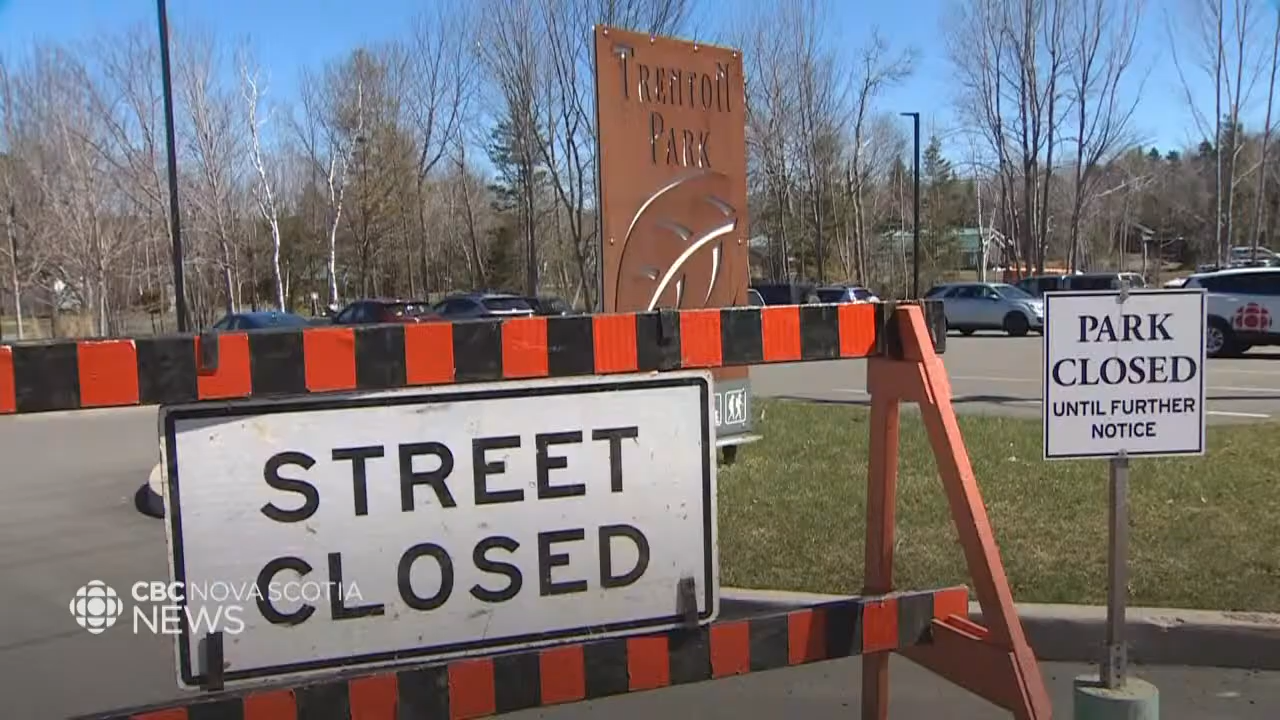 TRENTON
PARK
STREET
CLOSED
PARK
CLOSED
UNTIL FURTHER
NOTICE
CBC NOVA SCOTIA
NEWS